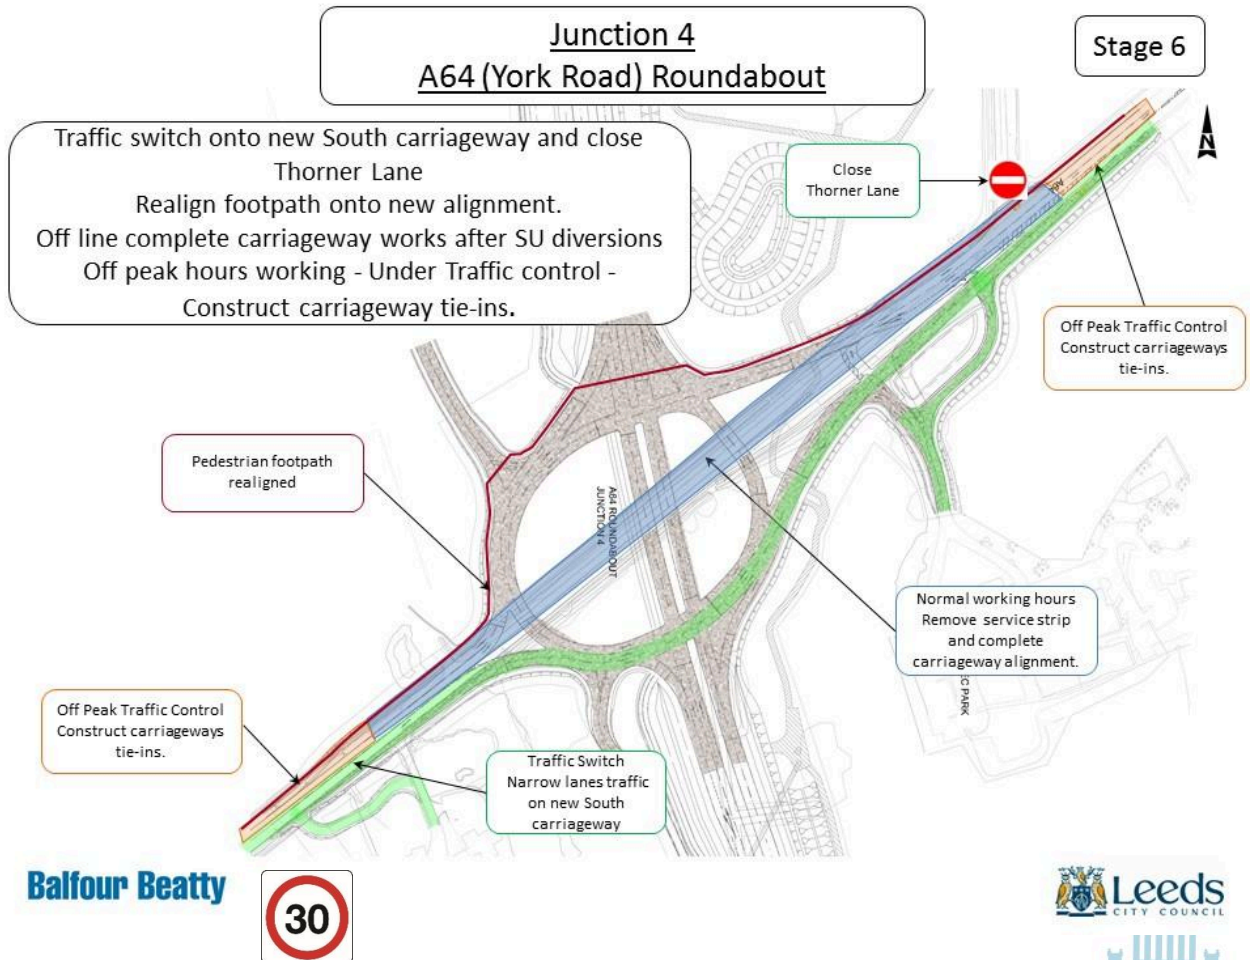 Junction 4
A64 (York Road) Roundabout
Stage 6
Traffic switch onto new South carriageway and close
Thorner Lane
Realign footpath onto new alignment.
Off line complete carriageway works after SU diversions
Off peak hours working - Under Traffic control -
Construct carriageway tie-ins.
Close
Thorner Lane
N
A64
Off Peak Traffic Control
Construct carriageways
tie-ins.
Pedestrian footpath
realigned
A64 ROUNDABOUT
JUNCTION 4
Normal working hours
Remove service strip
and complete
carriageway alignment.
EC PARK
Off Peak Traffic Control
Construct carriageways
tie-ins.
Traffic Switch
Narrow lanes traffic
on new South
carriageway
Balfour Beatty
30
Leeds
CITY COUNCIL